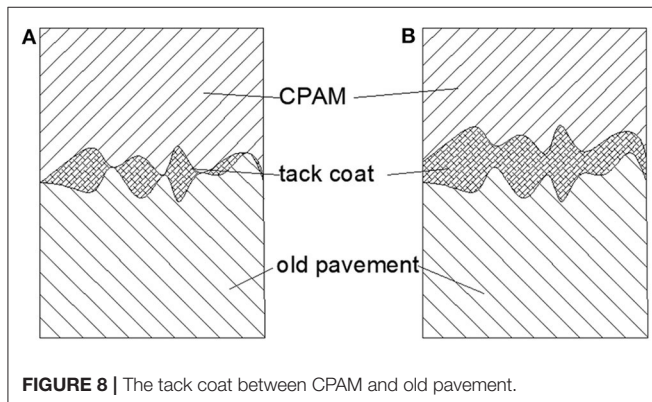 A
B
CPAM
tack coat
old pavement
FIGURE 8 | The tack coat between CPAM and old pavement.